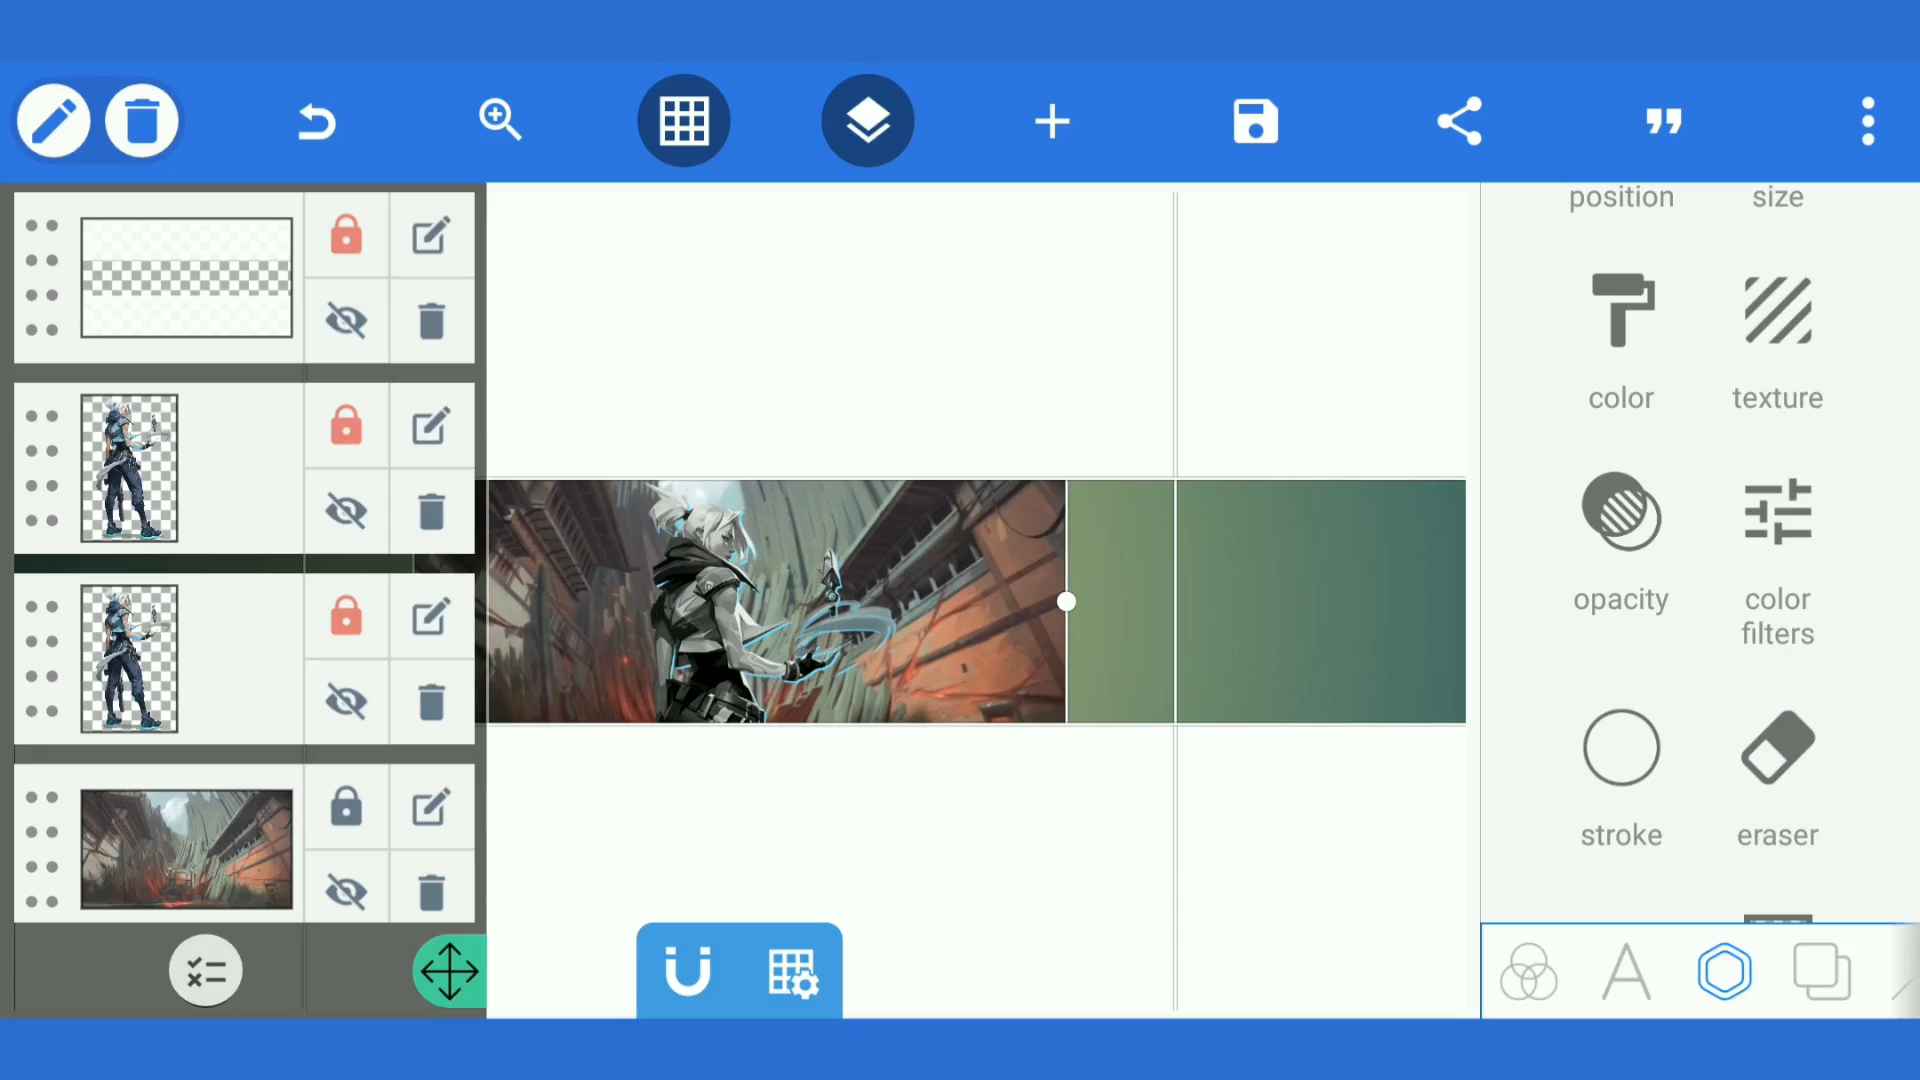 position size
color texture
opacity color
filters
stroke eraser